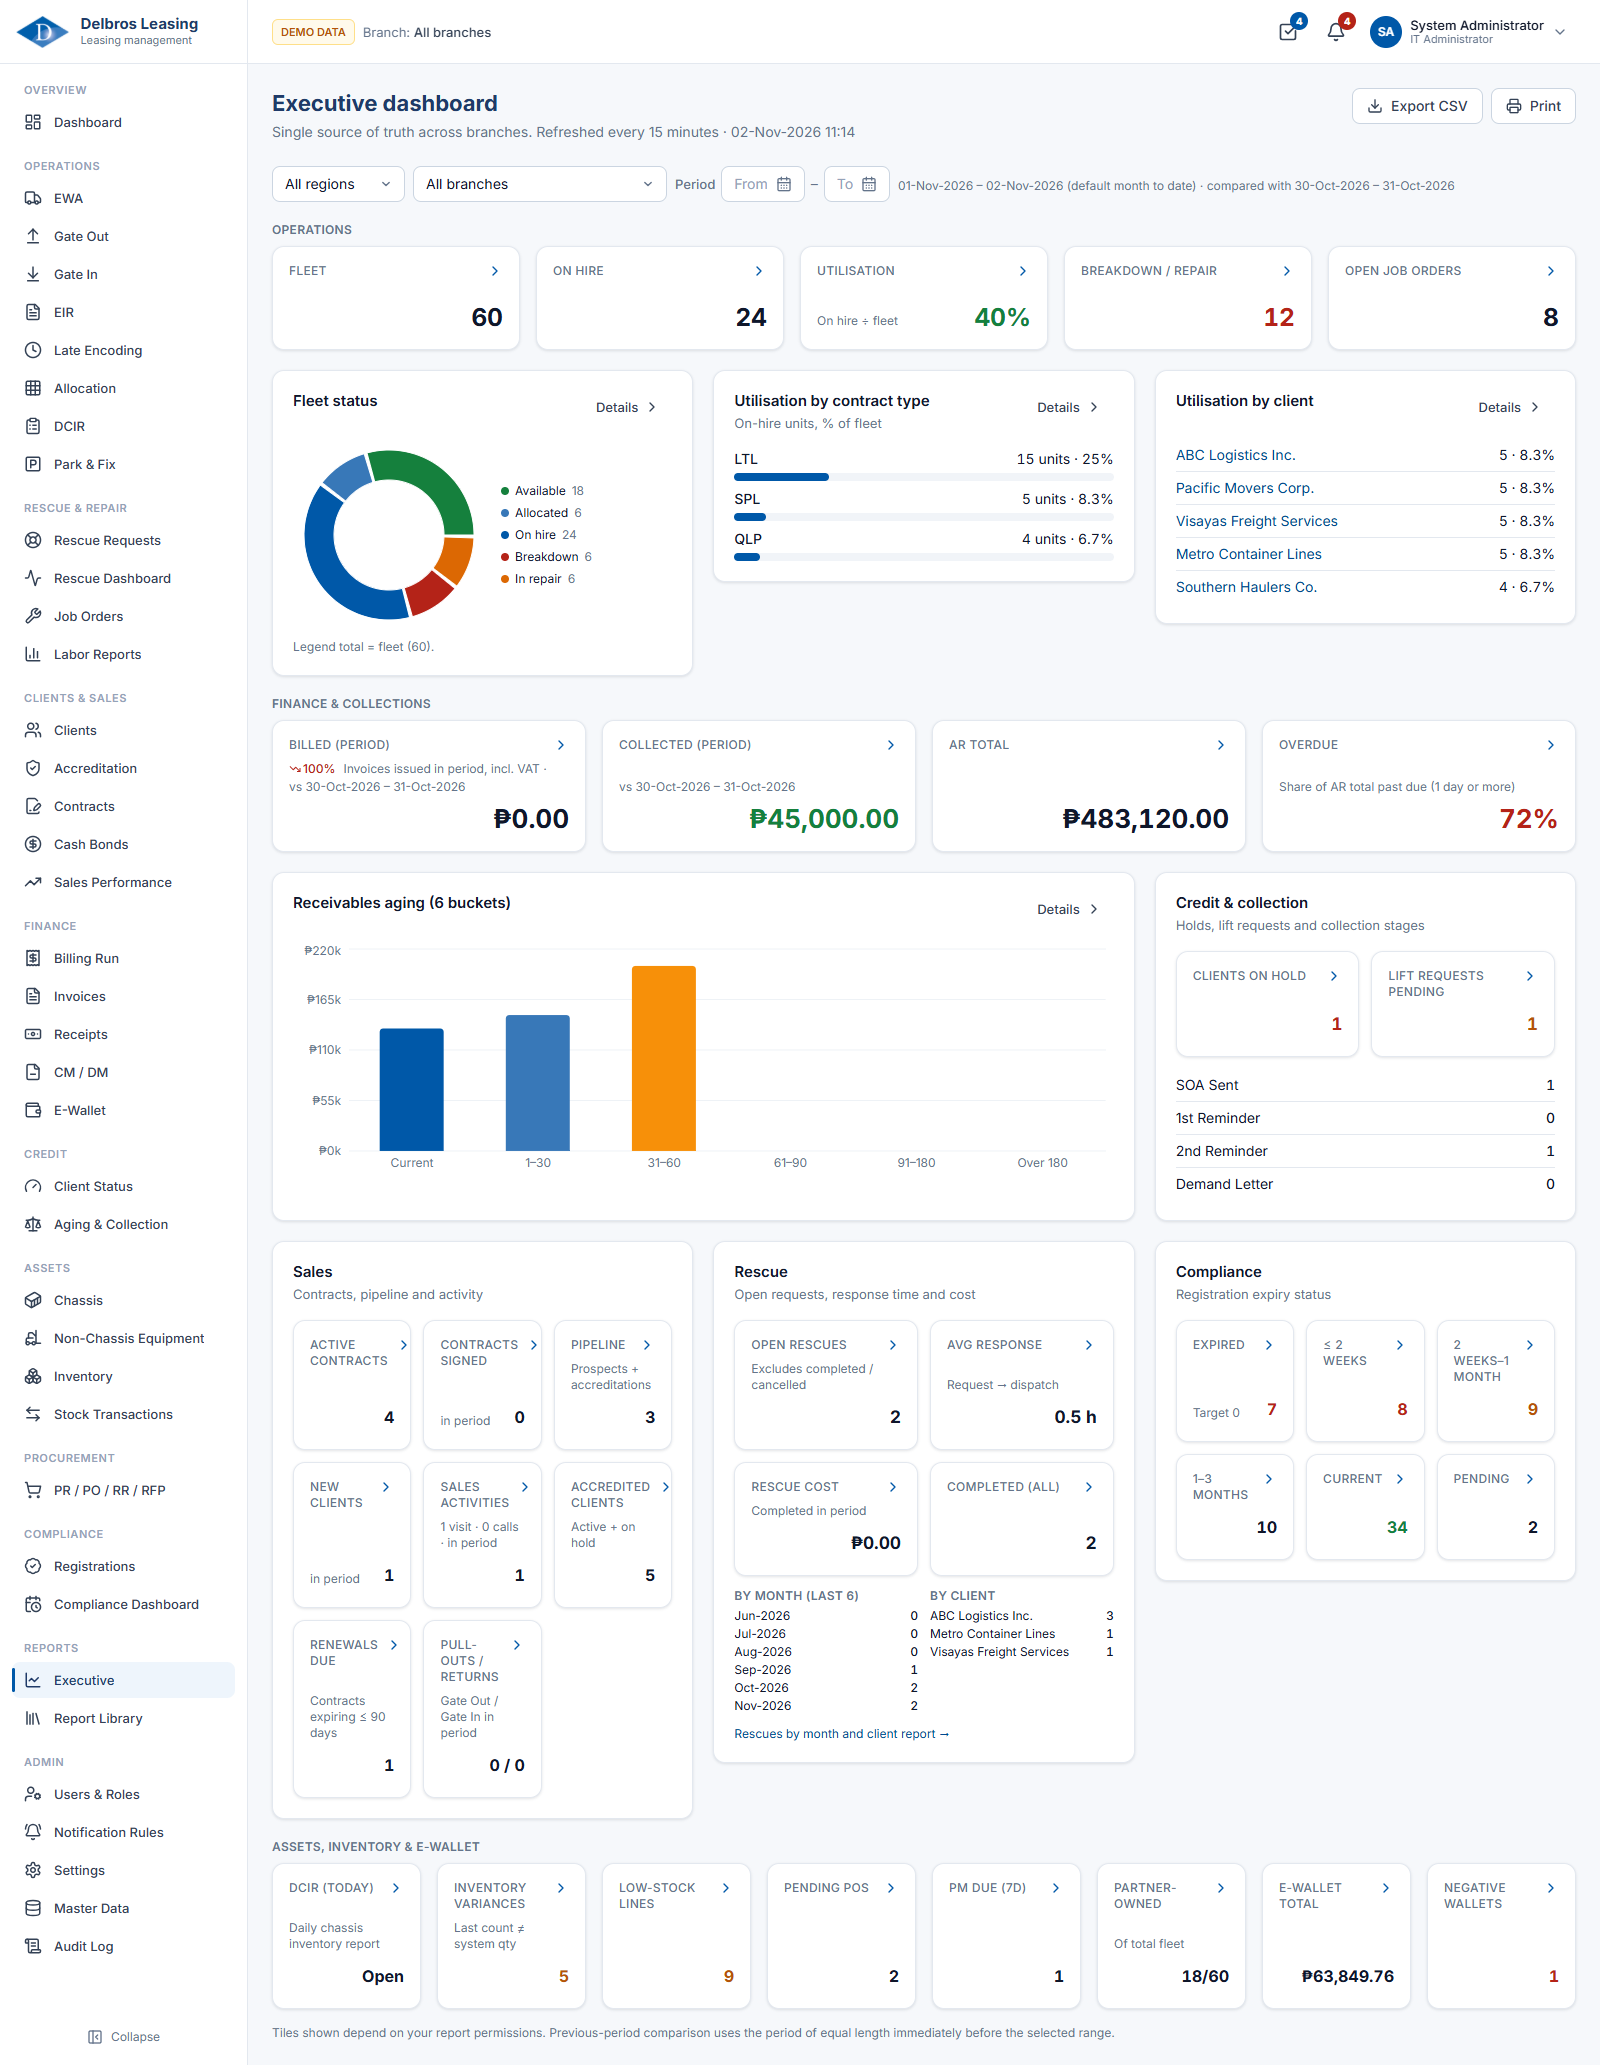 Delbros Leasing
Leasing management
DEMO DATA
Branch: All branches
4
4
SA
System Administrator
IT Administrator
OVERVIEW
Dashboard
OPERATIONS
EWA
Gate Out
Gate In
EIR
Late Encoding
Allocation
DCIR
Park & Fix
RESCUE & REPAIR
Rescue Requests
Rescue Dashboard
Job Orders
Labor Reports
CLIENTS & SALES
Clients
Accreditation
Contracts
Cash Bonds
Sales Performance
FINANCE
Billing Run
Invoices
Receipts
CM / DM
E-Wallet
CREDIT
Client Status
Aging & Collection
ASSETS
Chassis
Non-Chassis Equipment
Inventory
Stock Transactions
PROCUREMENT
PR / PO / RR / RFP
COMPLIANCE
Registrations
Compliance Dashboard
REPORTS
Executive
Report Library
ADMIN
Users & Roles
Notification Rules
Settings
Master Data
Audit Log
Collapse
Executive dashboard
Single source of truth across branches. Refreshed every 15 minutes · 02-Nov-2026 11:14
Export CSV
Print
All regions
All branches
Period
From
–
To
01-Nov-2026 – 02-Nov-2026 (default month to date) · compared with 30-Oct-2026 – 31-Oct-2026
OPERATIONS
FLEET
60
ON HIRE
24
UTILISATION
On hire ÷ fleet
40%
BREAKDOWN / REPAIR
12
OPEN JOB ORDERS
8
Fleet status
Details
Available 18
Allocated 6
On hire 24
Breakdown 6
In repair 6
Legend total = fleet (60).
Utilisation by contract type
Details
On-hire units, % of fleet
LTL 15 units · 25%
SPL 5 units · 8.3%
QLP 4 units · 6.7%
Utilisation by client
Details
ABC Logistics Inc. 5 · 8.3%
Pacific Movers Corp. 5 · 8.3%
Visayas Freight Services 5 · 8.3%
Metro Container Lines 5 · 8.3%
Southern Haulers Co. 4 · 6.7%
FINANCE & COLLECTIONS
BILLED (PERIOD)
100% Invoices issued in period, incl. VAT ·
vs 30-Oct-2026 – 31-Oct-2026
₱0.00
COLLECTED (PERIOD)
vs 30-Oct-2026 – 31-Oct-2026
₱45,000.00
AR TOTAL
₱483,120.00
OVERDUE
Share of AR total past due (1 day or more)
72%
Receivables aging (6 buckets)
Details
₱220k
₱165k
₱110k
₱55k
₱0k
Current
1–30
31–60
61–90
91–180
Over 180
Credit & collection
Holds, lift requests and collection stages
CLIENTS ON HOLD
1
LIFT REQUESTS
PENDING
1
SOA Sent 1
1st Reminder 0
2nd Reminder 1
Demand Letter 0
Sales
Contracts, pipeline and activity
ACTIVE
CONTRACTS
4
CONTRACTS
SIGNED
in period 0
PIPELINE
Prospects +
accreditations
3
NEW
CLIENTS
in period 1
SALES
ACTIVITIES
1 visit · 0 calls
· in period
1
ACCREDITED
CLIENTS
Active + on
hold
5
RENEWALS
DUE
Contracts
expiring ≤ 90
days
1
PULL-
OUTS /
RETURNS
Gate Out /
Gate In in
period
0 / 0
Rescue
Open requests, response time and cost
OPEN RESCUES
Excludes completed /
cancelled
2
AVG RESPONSE
Request → dispatch
0.5 h
RESCUE COST
Completed in period
₱0.00
COMPLETED (ALL)
2
BY MONTH (LAST 6)
Jun-2026 0
Jul-2026 0
Aug-2026 0
Sep-2026 1
Oct-2026 2
Nov-2026 2
BY CLIENT
ABC Logistics Inc. 3
Metro Container Lines 1
Visayas Freight Services 1
Rescues by month and client report →
Compliance
Registration expiry status
EXPIRED
Target 0 7
≤ 2
WEEKS
8
2
WEEKS–1
MONTH
9
1–3
MONTHS
10
CURRENT
34
PENDING
2
ASSETS, INVENTORY & E-WALLET
DCIR (TODAY)
Daily chassis
inventory report
Open
INVENTORY
VARIANCES
Last count ≠
system qty
5
LOW-STOCK
LINES
9
PENDING POS
2
PM DUE (7D)
1
PARTNER-
OWNED
Of total fleet
18/60
E-WALLET
TOTAL
₱63,849.76
NEGATIVE
WALLETS
1
Tiles shown depend on your report permissions. Previous-period comparison uses the period of equal length immediately before the selected range.